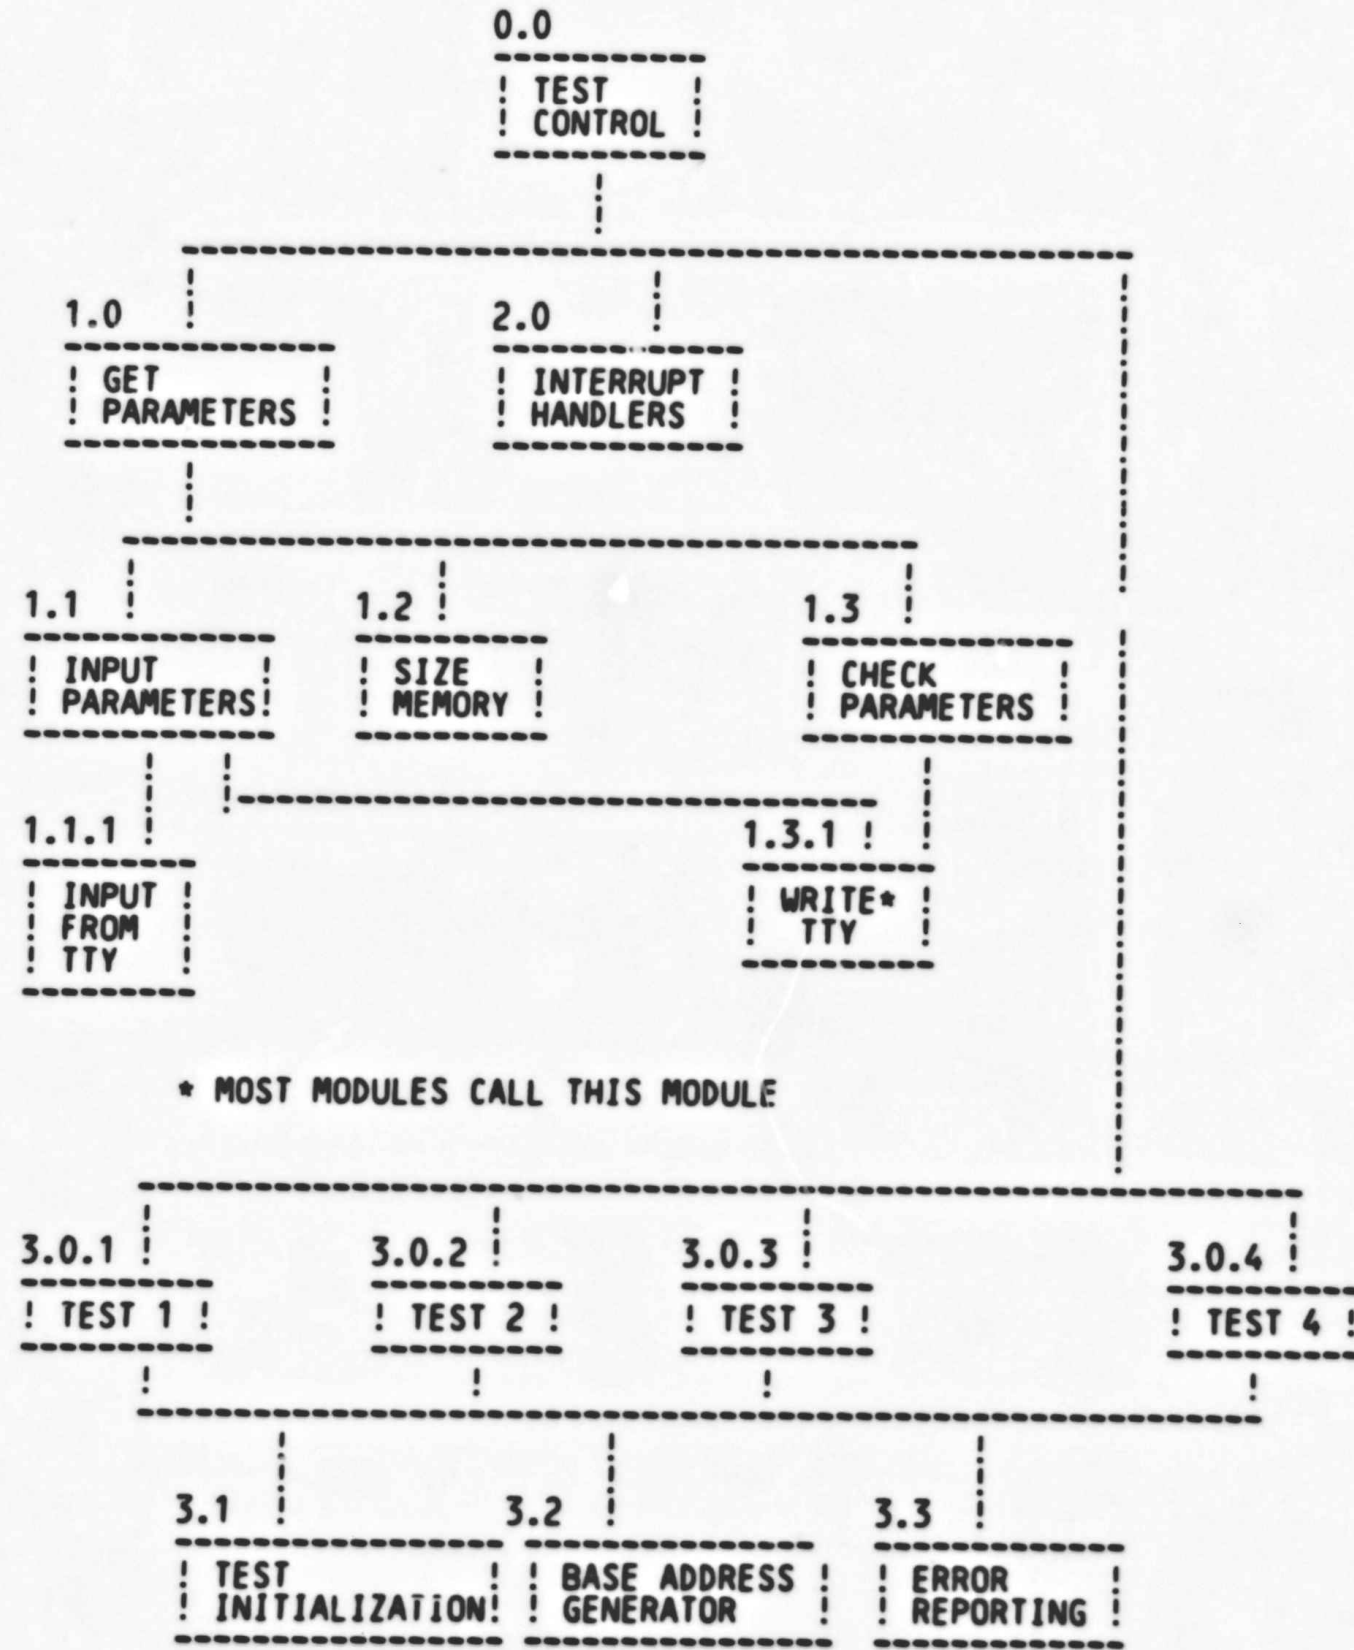 0.0
TEST
CONTROL
1.0
2.0
GET
PARAMETERS
INTERRUPT
HANDLERS
1.1
1.2
1.3
INPUT
PARAMETERS
SIZE
MEMORY
CHECK
PARAMETERS
1.1.1
1.3.1
INPUT
FROM
TTY
WRITE*
TTY
* MOST MODULES CALL THIS MODULE
3.0.1
3.0.2
3.0.3
3.0.4
TEST 1
TEST 2
TEST 3
TEST 4
3.1
3.2
3.3
TEST
INITIALIZATION
BASE ADDRESS
GENERATOR
ERROR
REPORTING